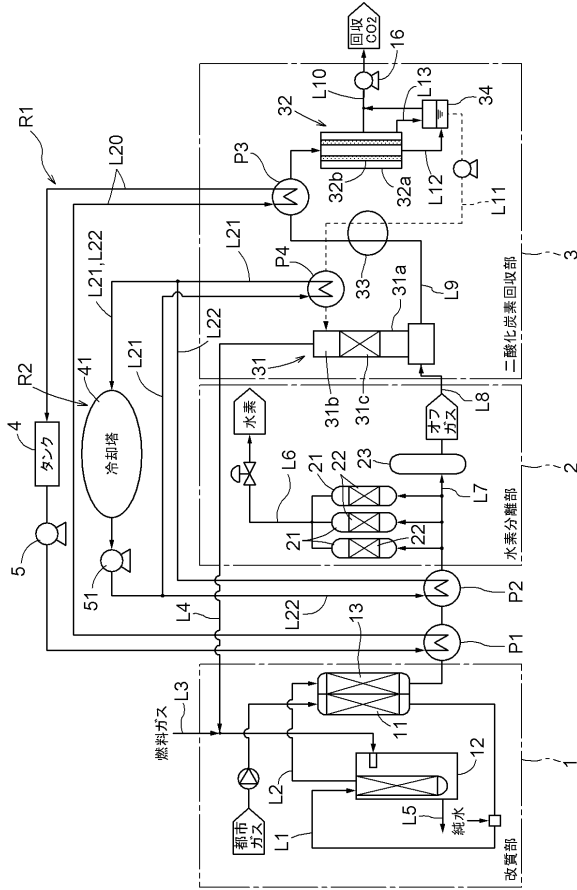 R1
L20
5
4
タンク
R2
41
冷却塔
51
L21,L22
L21
L21
L22
L22
P1
P2
P3
P4
L4
燃料ガス
L3
都市
ガス
L2
L1
13
11
12
L5
純水
1
改質部
水素
L6
21
22
21
22
23
L7
オフ
ガス
L8
2
水素分離部
31
31a
31b
31c
33
L9
32
32b
32a
L10
L13
L12
L11
34
16
回収
CO2
3
二酸化炭素回収部